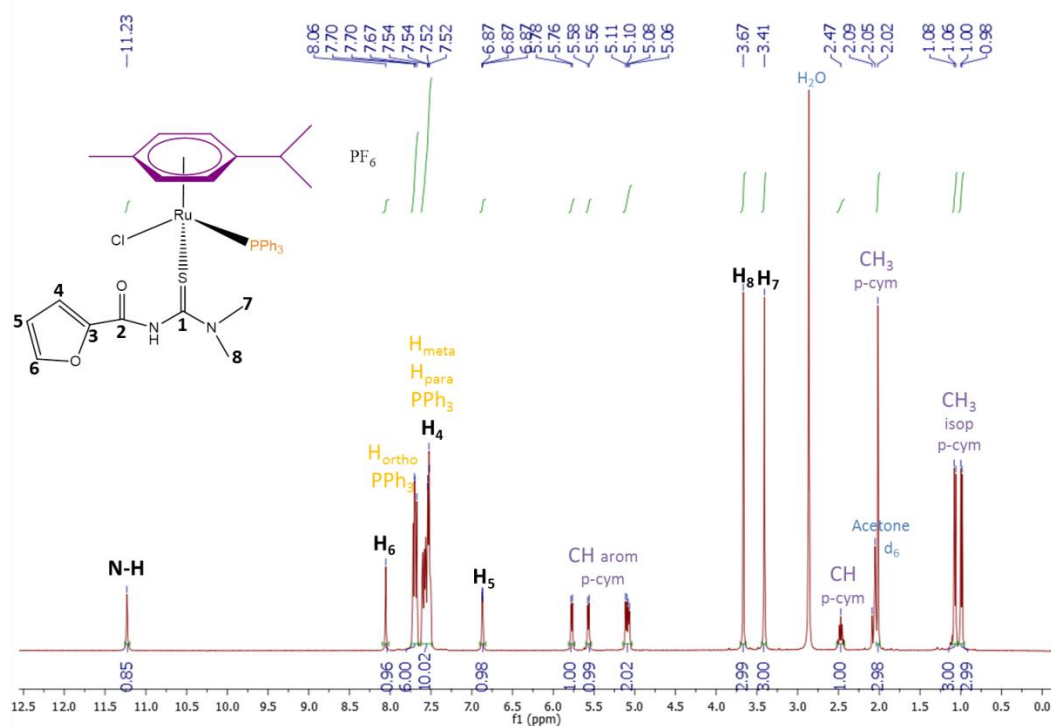 11.23
8.06
7.70
7.70
7.67
7.54
7.54
7.52
7.52
6.87
6.87
6.87
5.78
5.76
5.58
5.56
5.11
5.10
5.08
5.06
3.67
3.41
2.47
2.09
2.05
2.02
1.08
1.06
1.00
0.98
H2O
PF6
Ru
Cl
PPh3
S
O
4
5
3
2
NH
1
N
7
8
6
O
Hmeta
Hpara
PPh3
H4
Hortho
PPh3
N-H
H6
H5
CH arom
p-cym
H8 H7
CH3
p-cym
Acetone
d6
CH
p-cym
CH3
isop
p-cym
0.85
0.96
6.00
10.02
0.98
1.00
0.99
2.02
2.99
3.00
1.00
2.98
3.00
2.99
12.5 12.0 11.5 11.0 10.5 10.0 9.5 9.0 8.5 8.0 7.5 7.0 6.5 6.0 5.5 5.0 4.5 4.0 3.5 3.0 2.5 2.0 1.5 1.0 0.5 0.0
f1 (ppm)